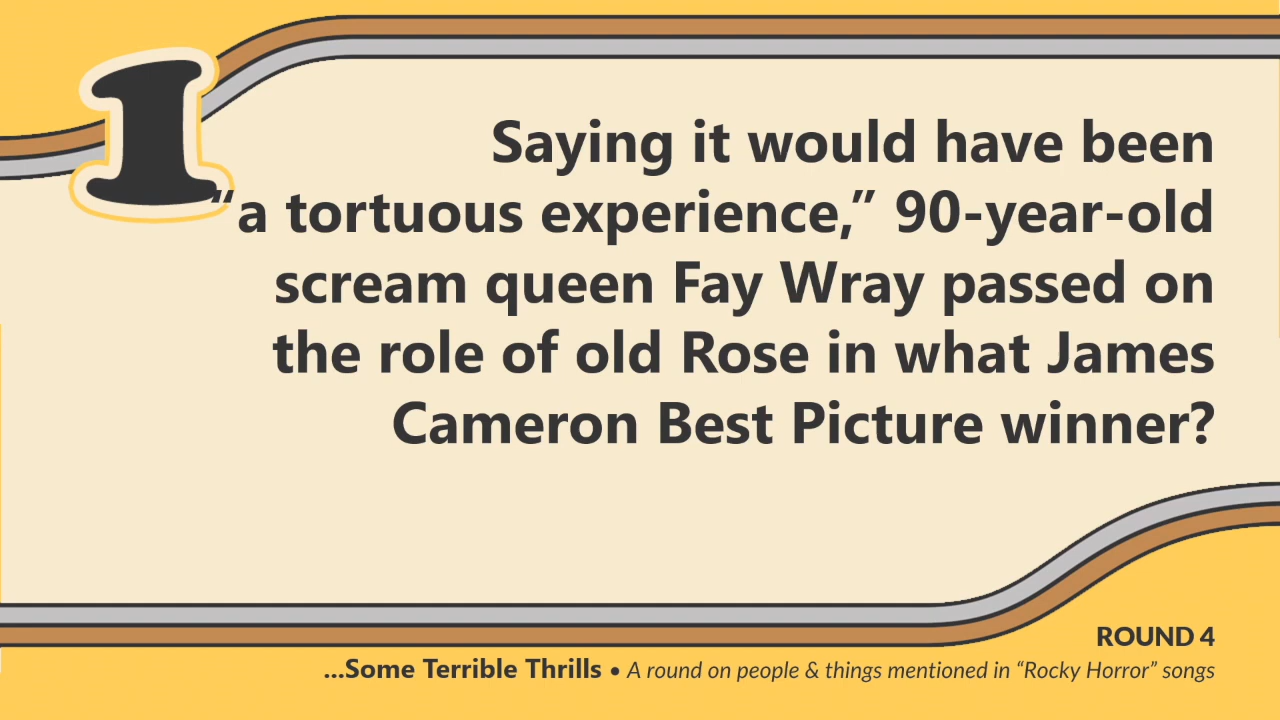 1
Saying it would have been
“a tortuous experience,” 90-year-old
scream queen Fay Wray passed on
the role of old Rose in what James
Cameron Best Picture winner?
ROUND 4
...Some Terrible Thrills • A round on people & things mentioned in “Rocky Horror” songs